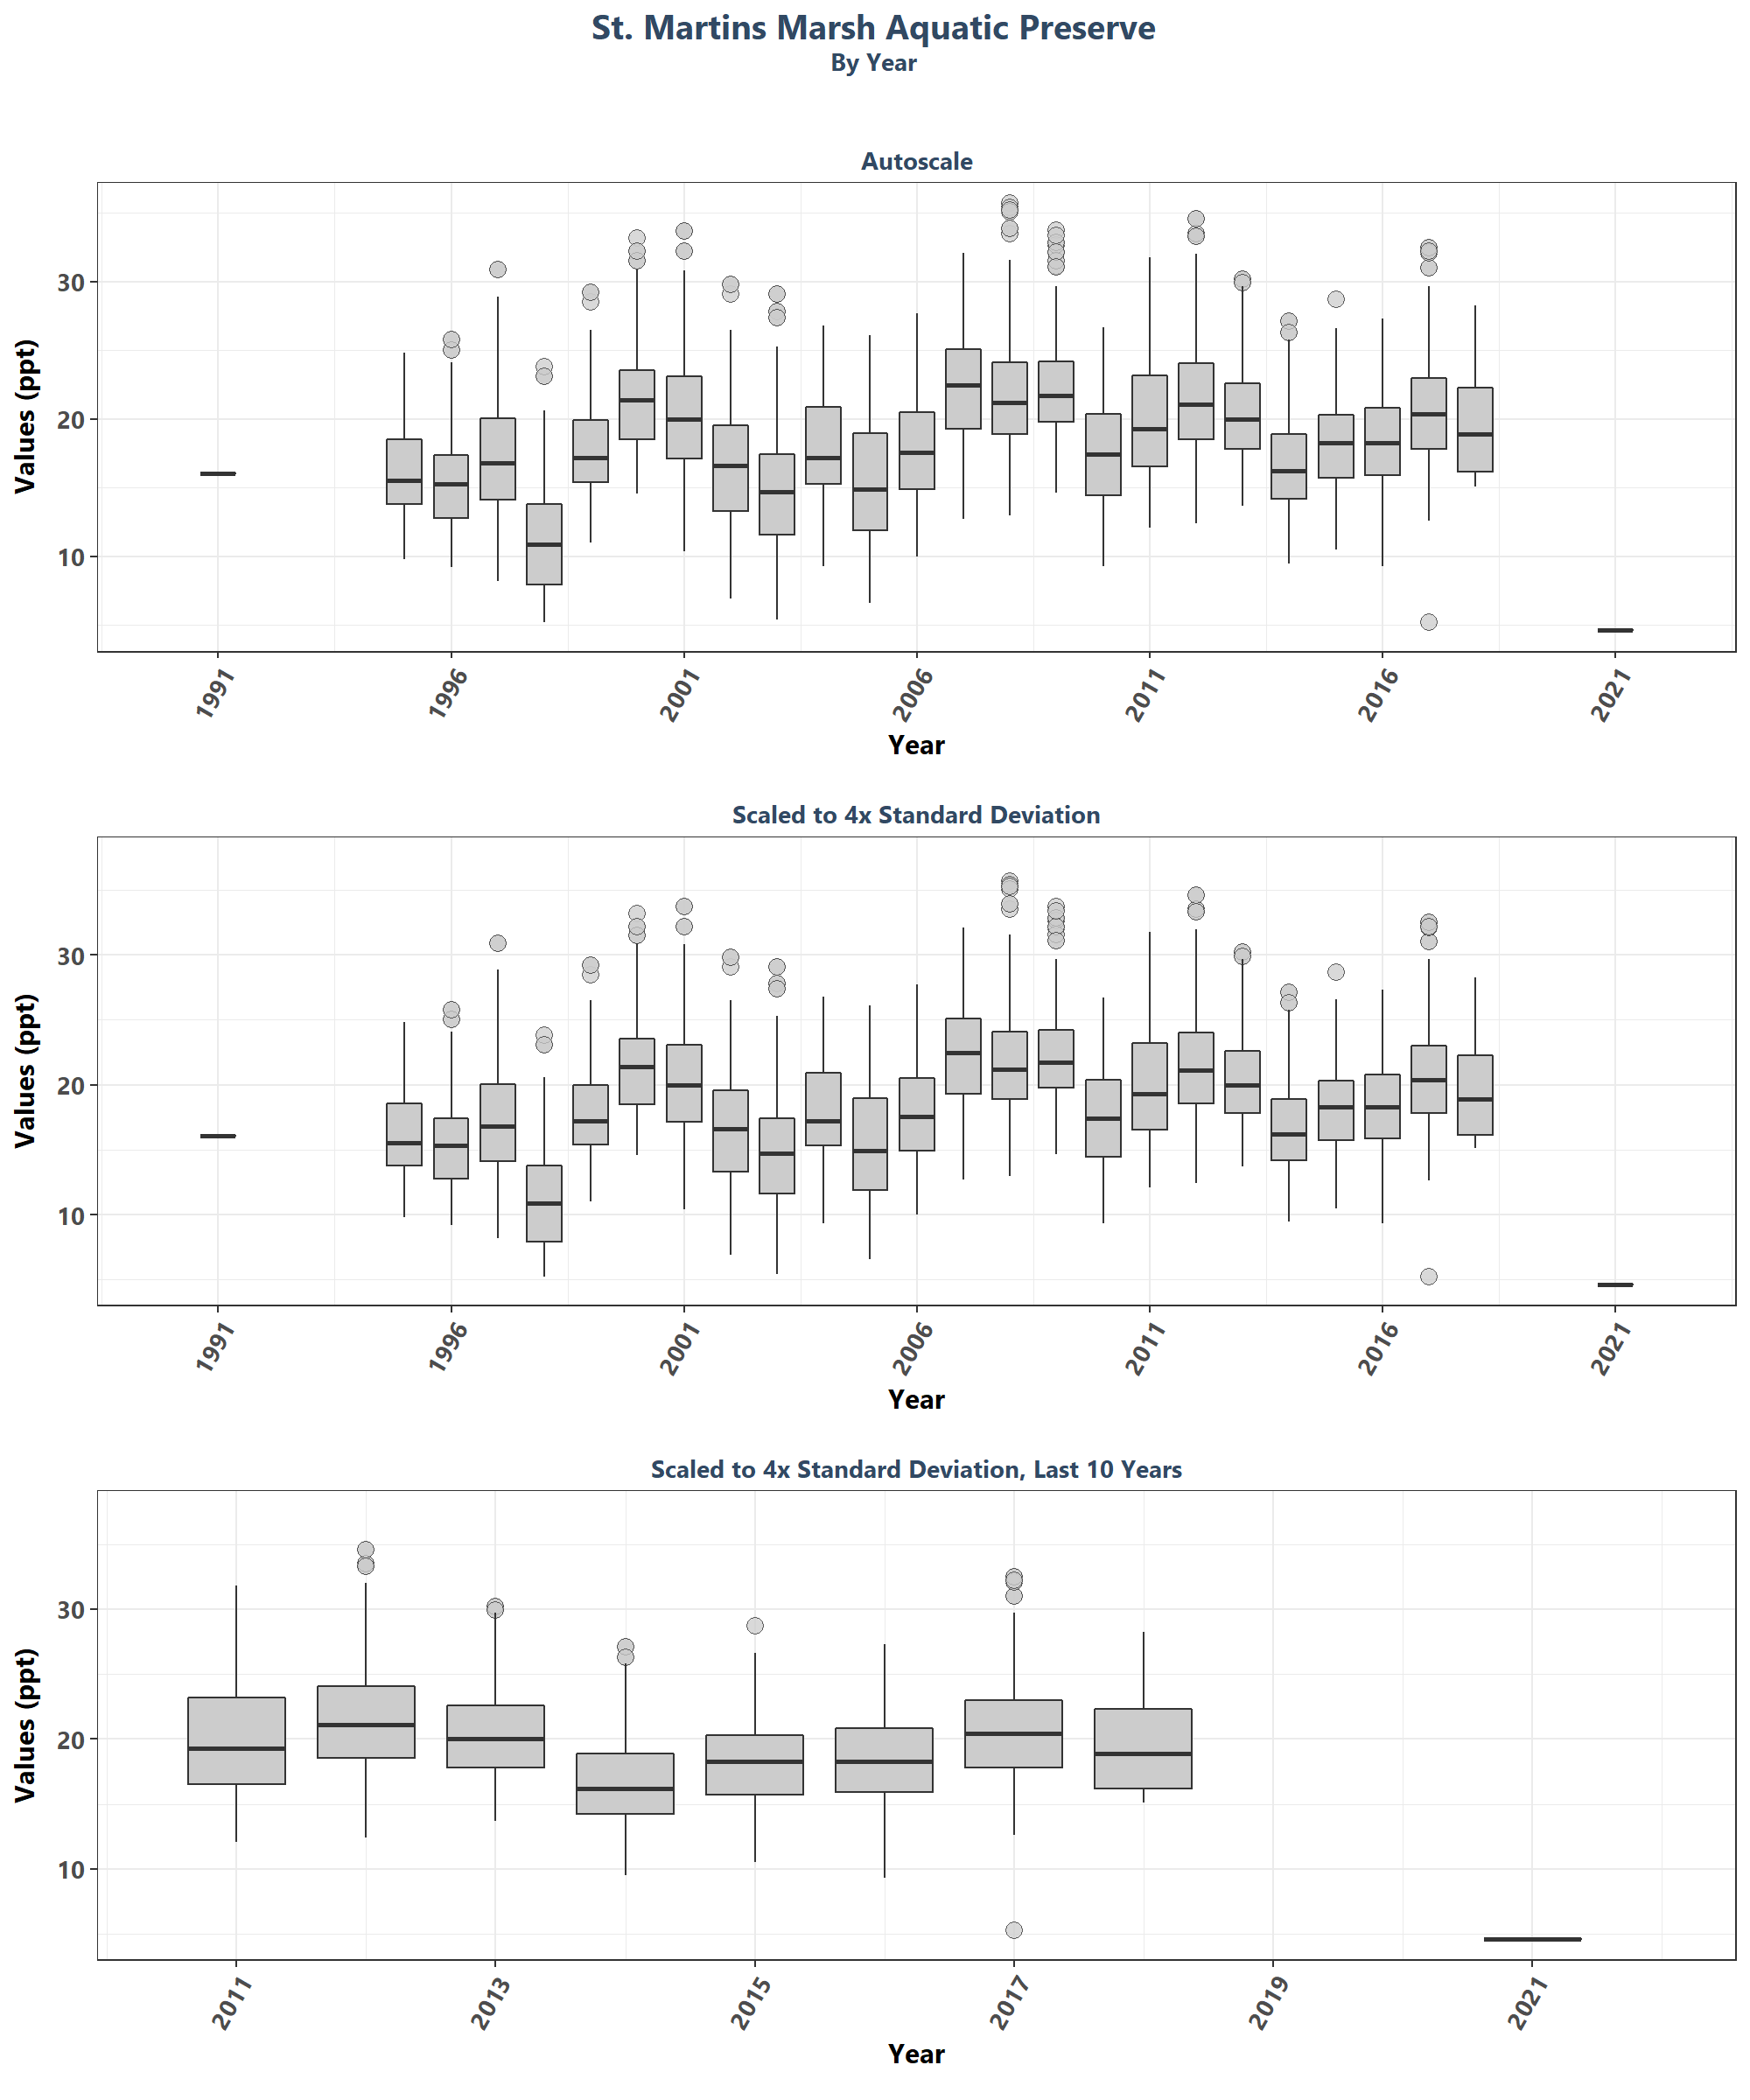 St. Martins Marsh Aquatic Preserve
By Year
Autoscale
Values (ppt)
30
20
10
1991 1996 2001 2006 2011 2016 2021
Year
Scaled to 4x Standard Deviation
Values (ppt)
30
20
10
1991 1996 2001 2006 2011 2016 2021
Year
Scaled to 4x Standard Deviation, Last 10 Years
Values (ppt)
30
20
10
2011 2013 2015 2017 2019 2021
Year